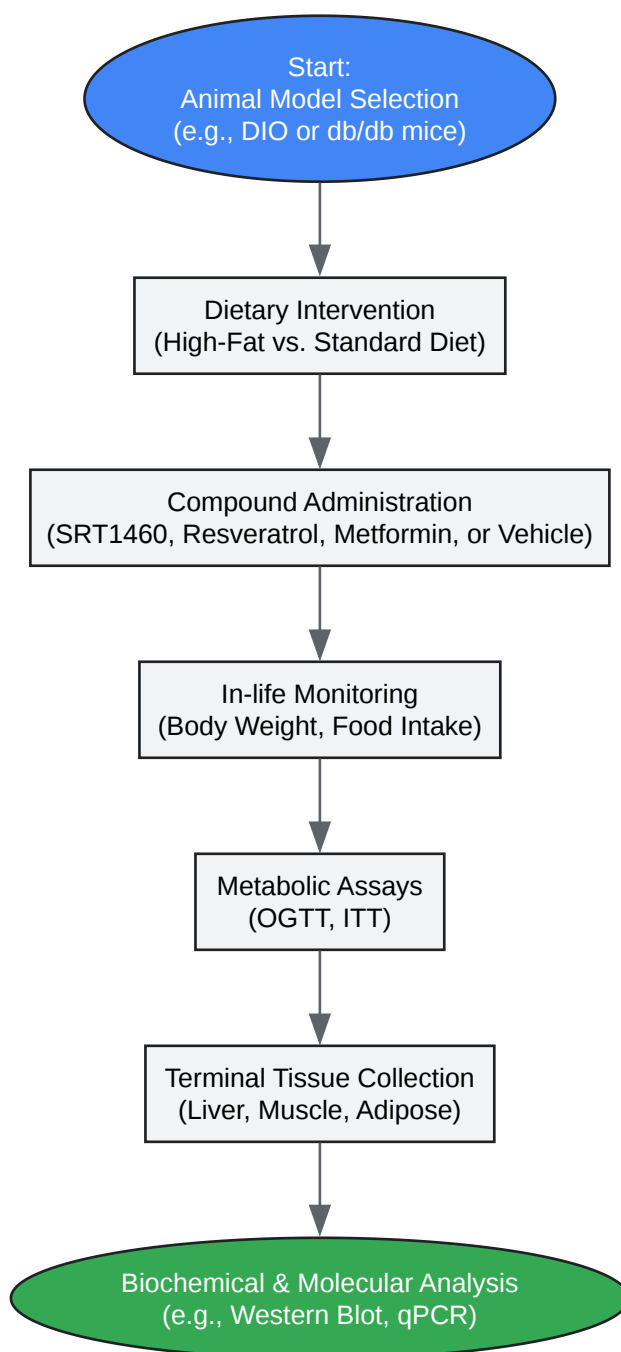 Start:
Animal Model Selection
(e.g., DIO or db/db mice)
Dietary Intervention
(High-Fat vs. Standard Diet)
Compound Administration
(SRT1460, Resveratrol, Metformin, or Vehicle)
In-life Monitoring
(Body Weight, Food Intake)
Metabolic Assays
(OGTT, ITT)
Terminal Tissue Collection
(Liver, Muscle, Adipose)
Biochemical & Molecular Analysis
(e.g., Western Blot, qPCR)